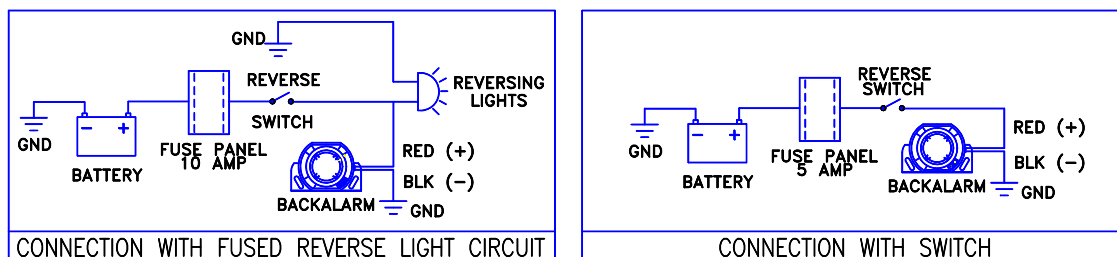 GND
REVERSE
REVERSING
LIGHTS
SWITCH
GND
- +
FUSE PANEL
10 AMP
BATTERY
RED (+)
BLK (-)
BACKALARM
GND
CONNECTION WITH FUSED REVERSE LIGHT CIRCUIT
REVERSE
SWITCH
GND
- +
FUSE PANEL
5 AMP
BATTERY
RED (+)
BLK (-)
BACKALARM
GND
CONNECTION WITH SWITCH